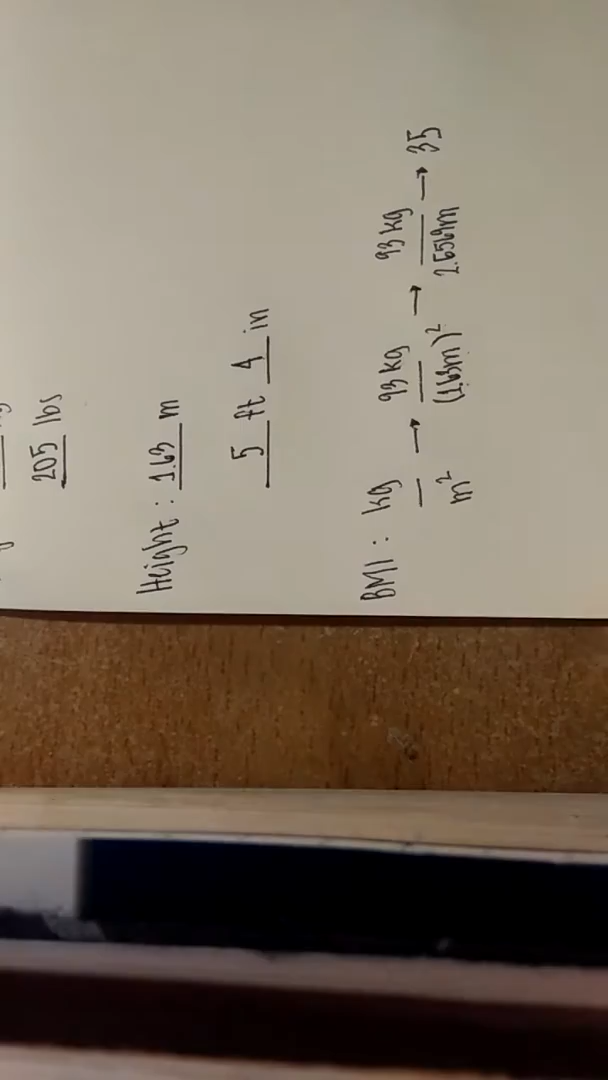 205 lbs
Height : 1.63 m
5 ft 4 in
BMI : kg/m² → 93 kg/(1.63m)² → 93 kg/2.6569m → 35